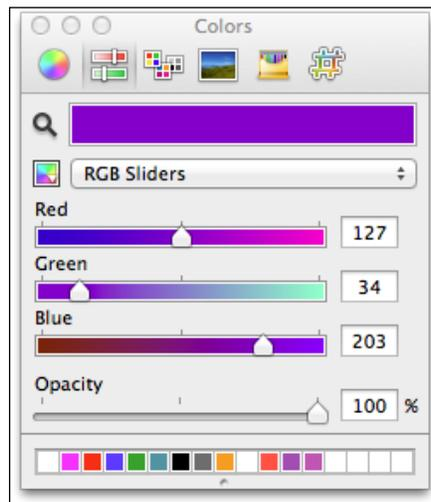 Colors
RGB Sliders
Red
127
Green
34
Blue
203
Opacity
100 %